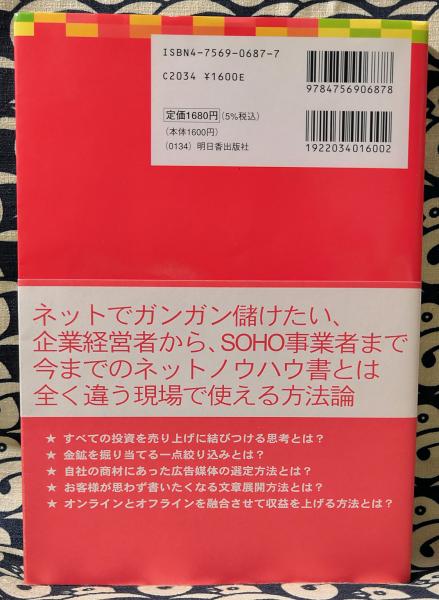 ISBN4-7569-0687-7
C2034 ¥1600E
定価1680円 (5%税込)
(本体1600円)
(0134) 明日香出版社
9784756906878
1922034016002
ネットでガンガン儲けたい、
企業経営者から、SOHO事業者まで
今までのネットノウハウ書とは
全く違う現場で使える方法論
★ すべての投資を売り上げに結びつける思考とは?
★ 金鉱を掘り当てる一点絞り込みとは?
★ 自社の商材にあった広告媒体の選定方法とは?
★ お客様が思わず書いたくなる文章展開方法とは?
★ オンラインとオフラインを融合させて収益を上げる方法とは?